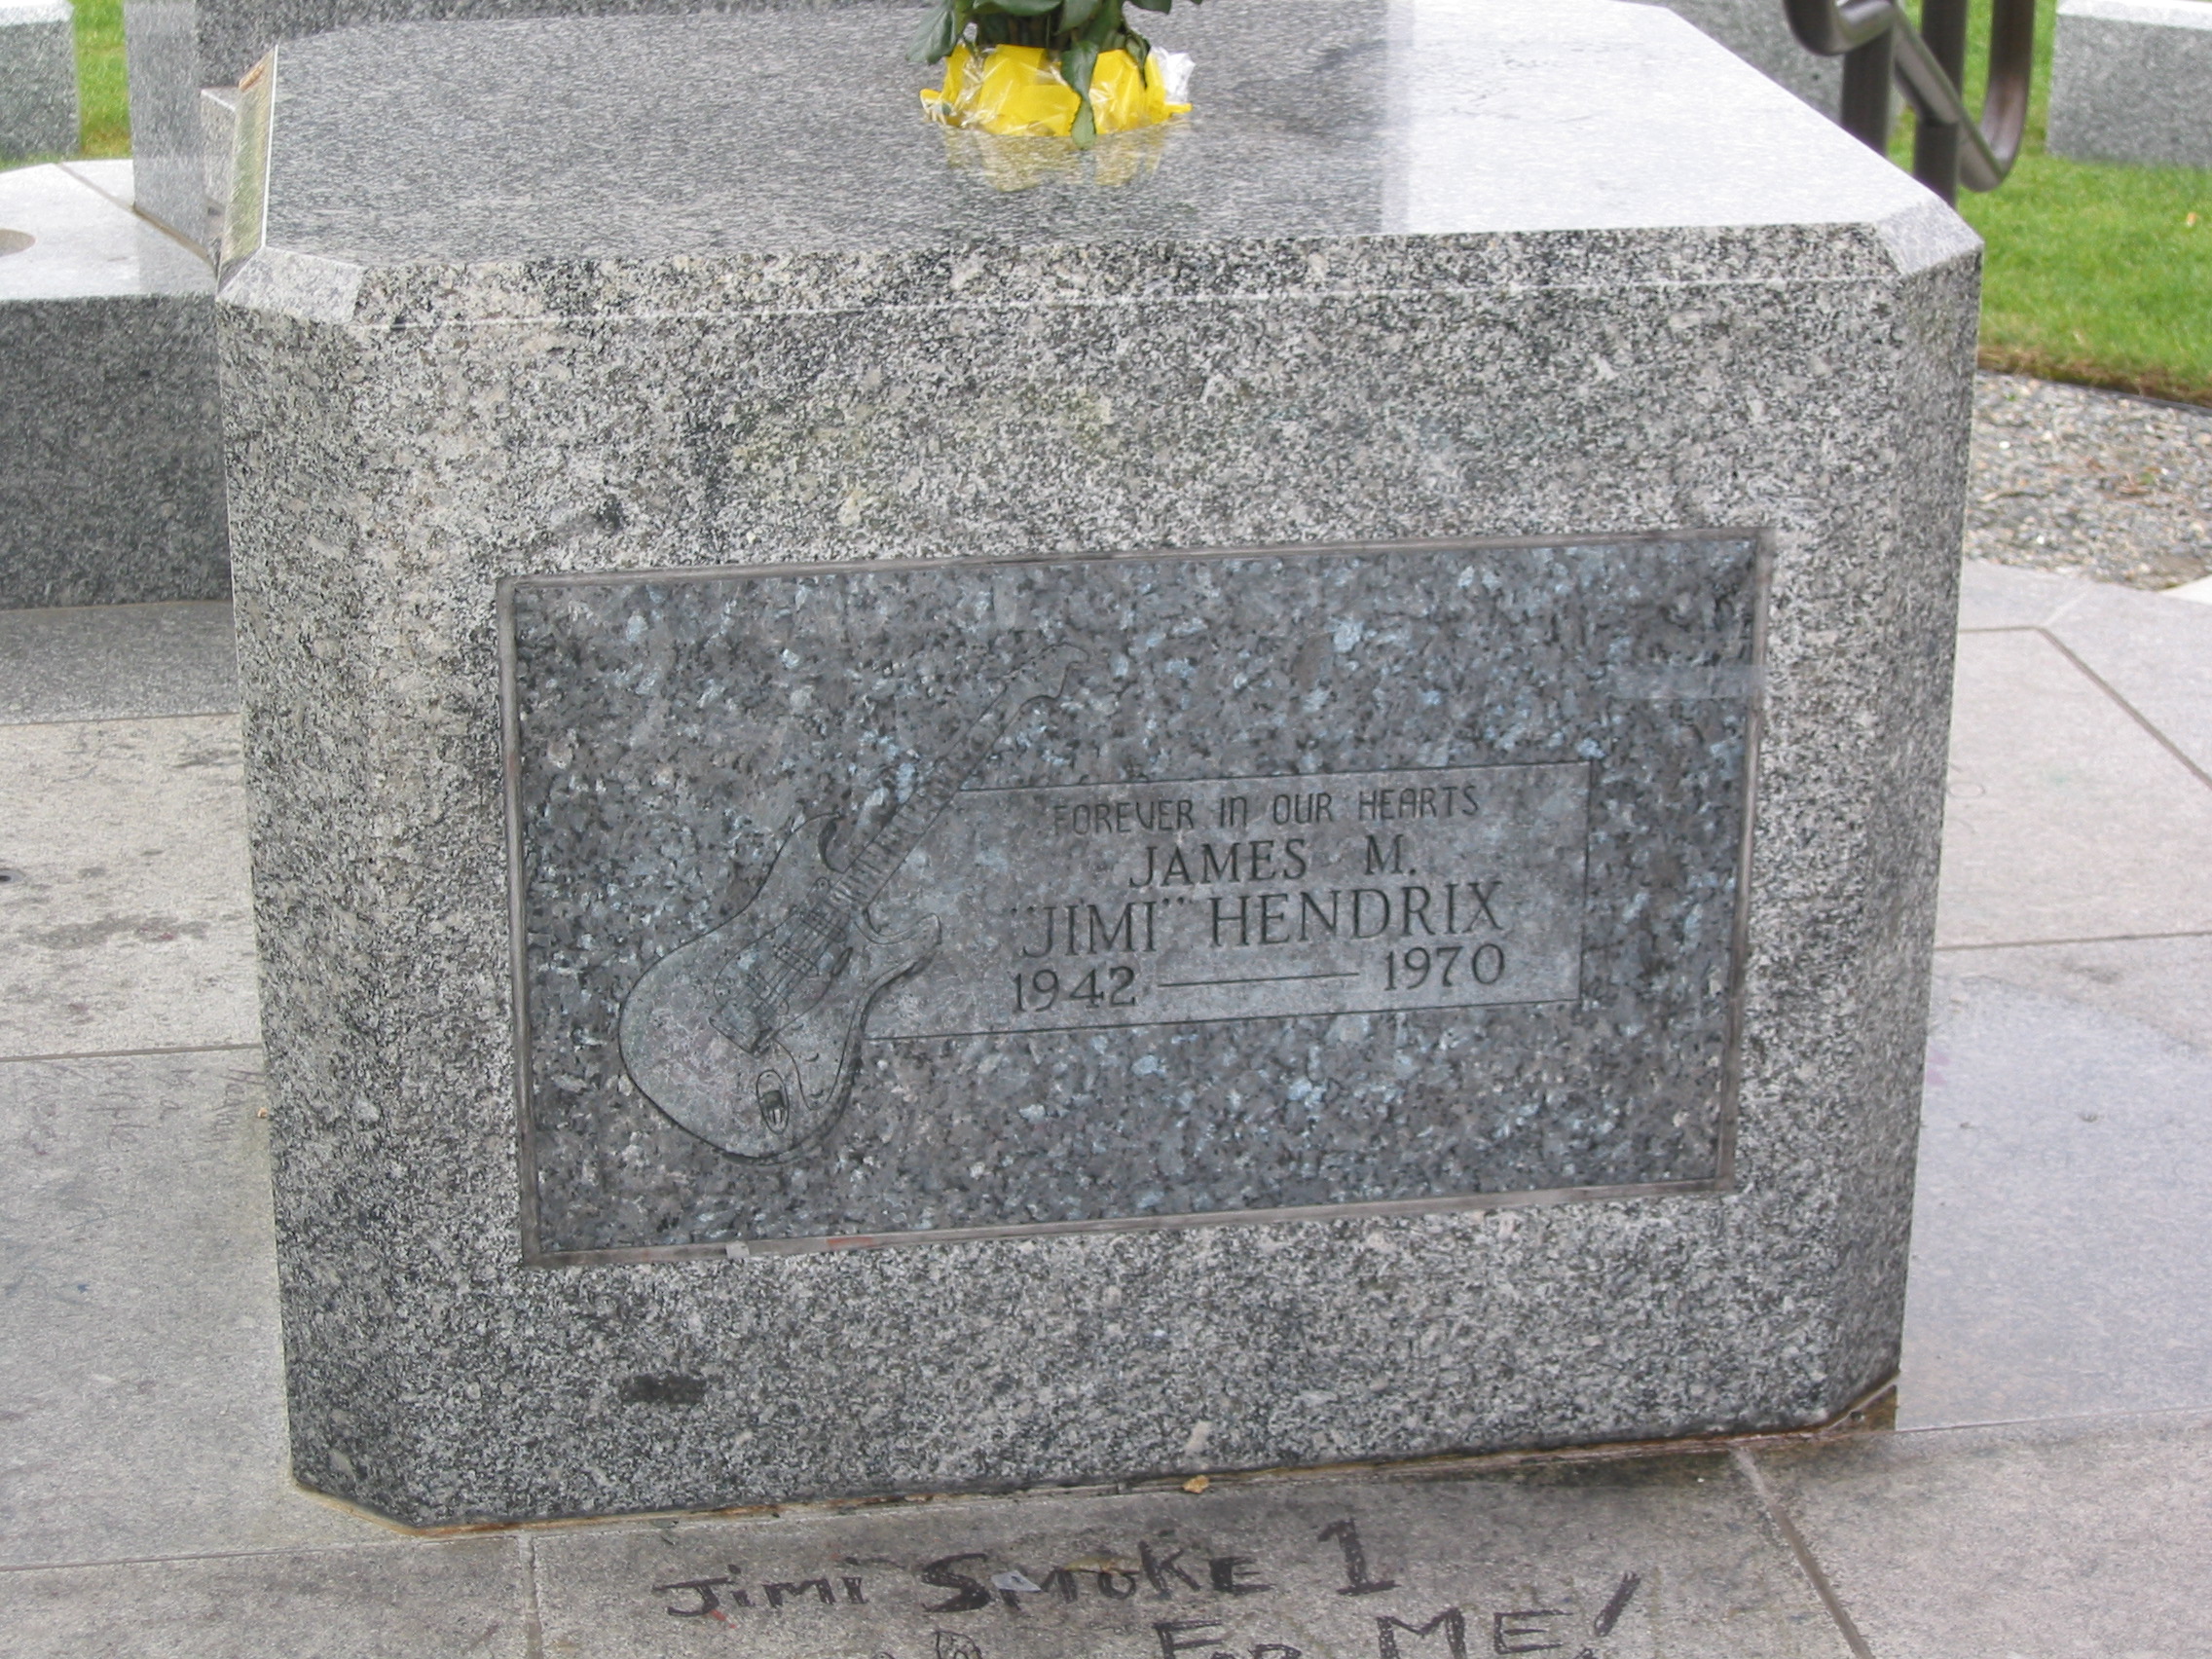 FOREVER IN OUR HEARTS
JAMES M.
"JIMI" HENDRIX
1942 — 1970
Jimi SMOKE 1
FOR ME!